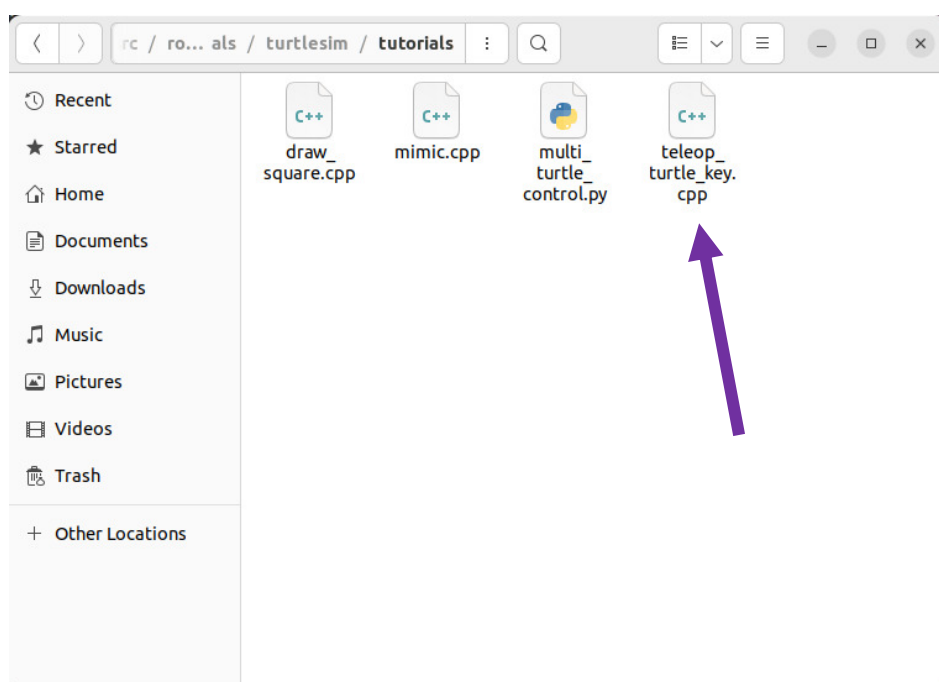 rc / ro... als / turtlesim / tutorials
Recent
Starred
Home
Documents
Downloads
Music
Pictures
Videos
Trash
Other Locations
C++
draw_
square.cpp
C++
mimic.cpp
multi_
turtle_
control.py
C++
teleop_
turtle_key.
cpp